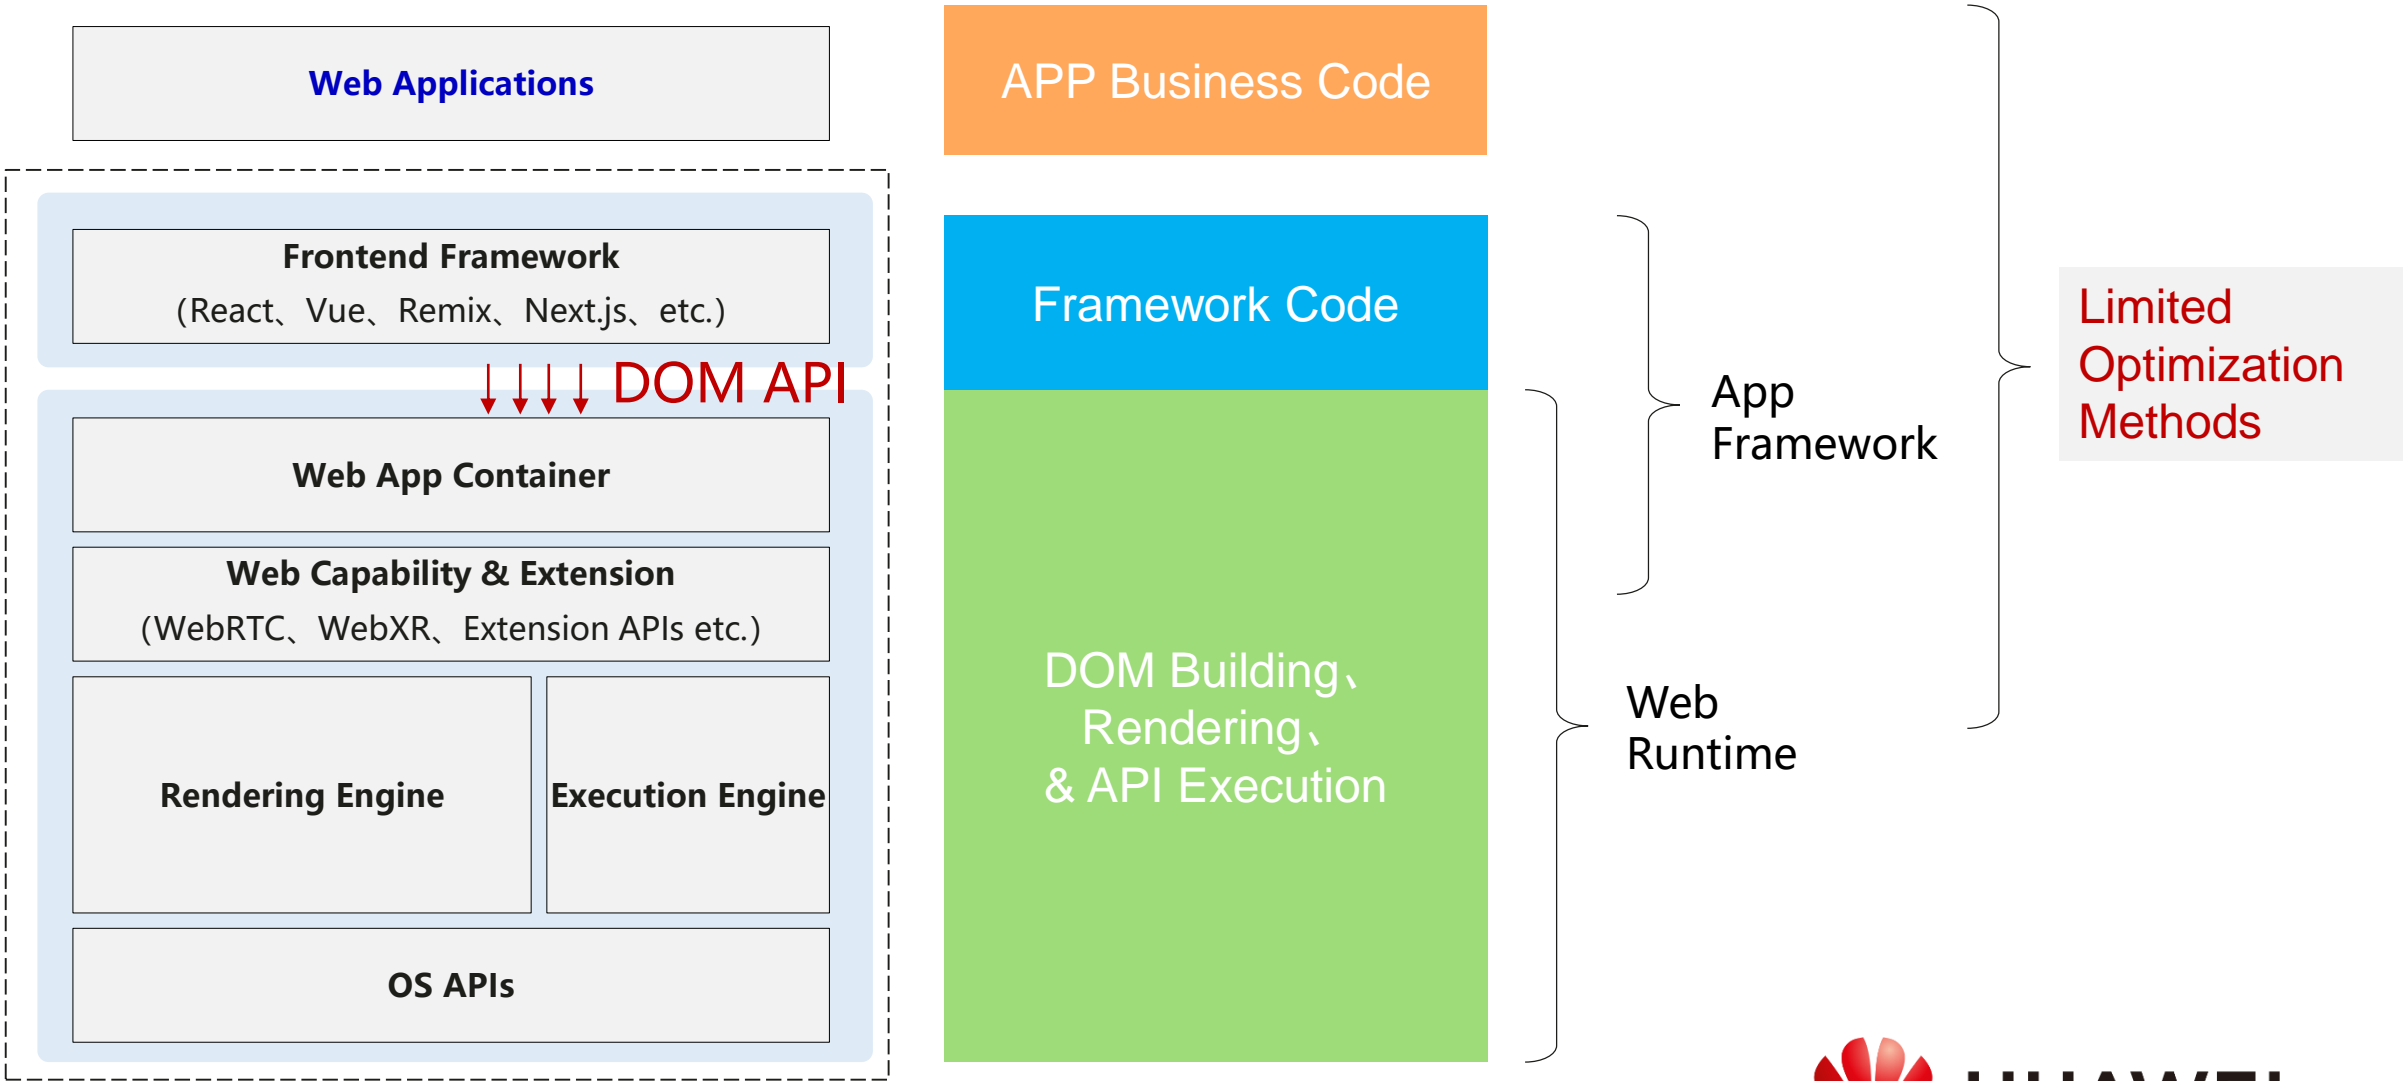 Web Applications
Frontend Framework
(React、Vue、Remix、Next.js、etc.)
DOM API
Web App Container
Web Capability & Extension
(WebRTC、WebXR、Extension APIs etc.)
Rendering Engine
Execution Engine
OS APIs
APP Business Code
Framework Code
DOM Building、
Rendering、
& API Execution
App
Framework
Web
Runtime
Limited
Optimization
Methods
HUAWEI